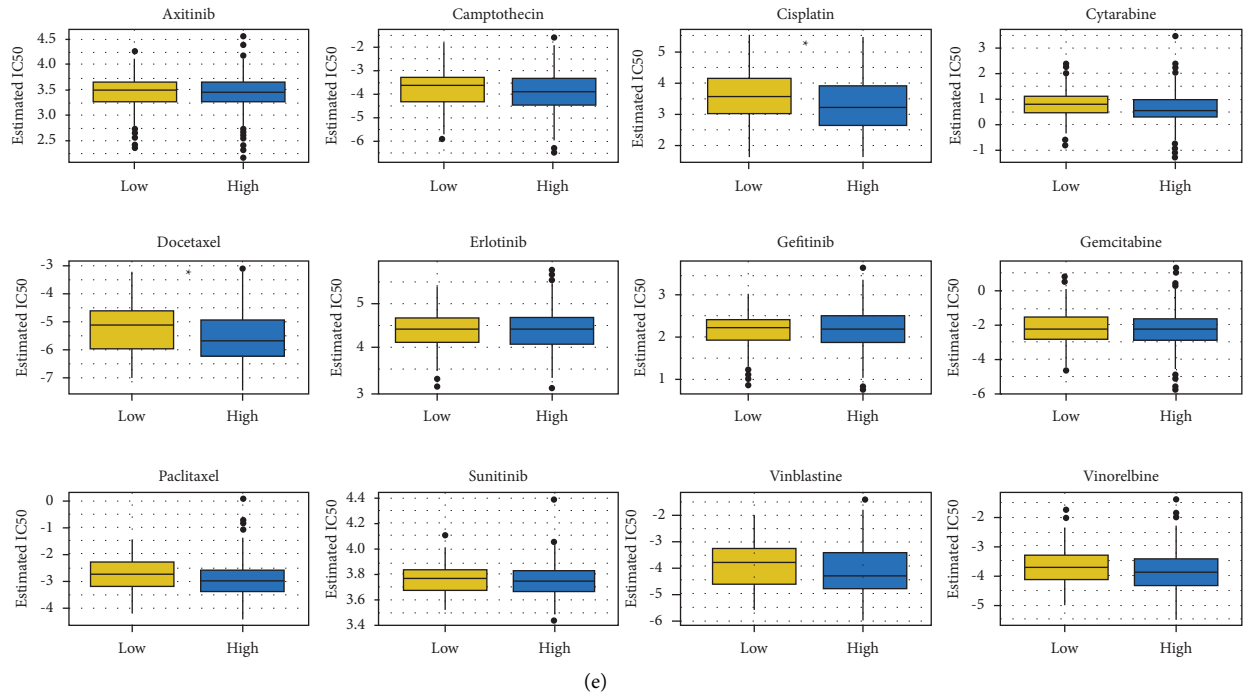 Axitinib
Camptothecin
Cisplatin
Cytarabine
Estimated IC50
4.5
3.5
2.5
Low
High
Estimated IC50
-2
-3
-4
-6
Low
High
Estimated IC50
5
4
3
2
*
Low
High
Estimated IC50
3
2
1
0
-1
Low
High
Docetaxel
Erlotinib
Gefitinib
Gemcitabine
Estimated IC50
-3
-4
-5
-6
-7
*
Low
High
Estimated IC50
5
4
3
Low
High
Estimated IC50
3
2
1
Low
High
Estimated IC50
0
-2
-4
-6
Low
High
Paclitaxel
Sunitinib
Vinblastine
Vinorelbine
Estimated IC50
0
-1
-2
-3
-4
Low
High
Estimated IC50
4.4
4.2
4.0
3.8
3.6
3.4
Low
High
Estimated IC50
-2
-4
-5
-6
Low
High
Estimated IC50
-2
-3
-4
-5
Low
High
(e)